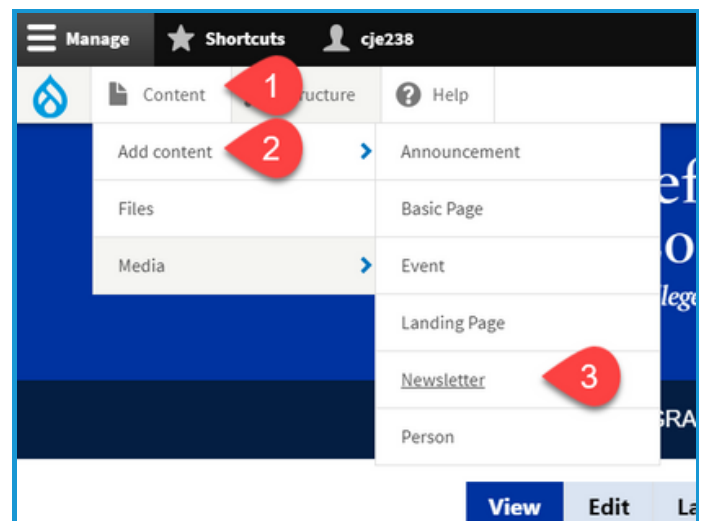 Manage Shortcuts cje238
Content 1 ructure Help
Add content 2 Announcement
Files Basic Page
Media Event
Landing Page
Newsletter 3
Person
View Edit